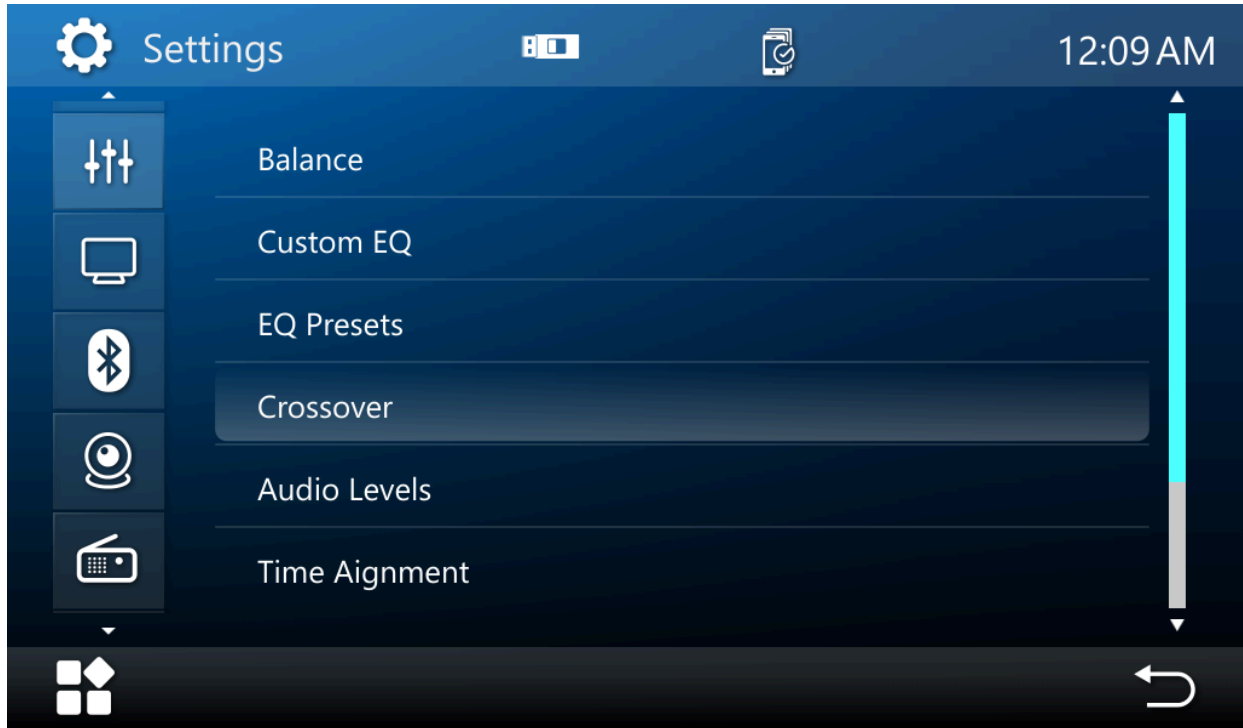 Settings
12:09 AM
Balance
Custom EQ
EQ Presets
Crossover
Audio Levels
Time Aignment